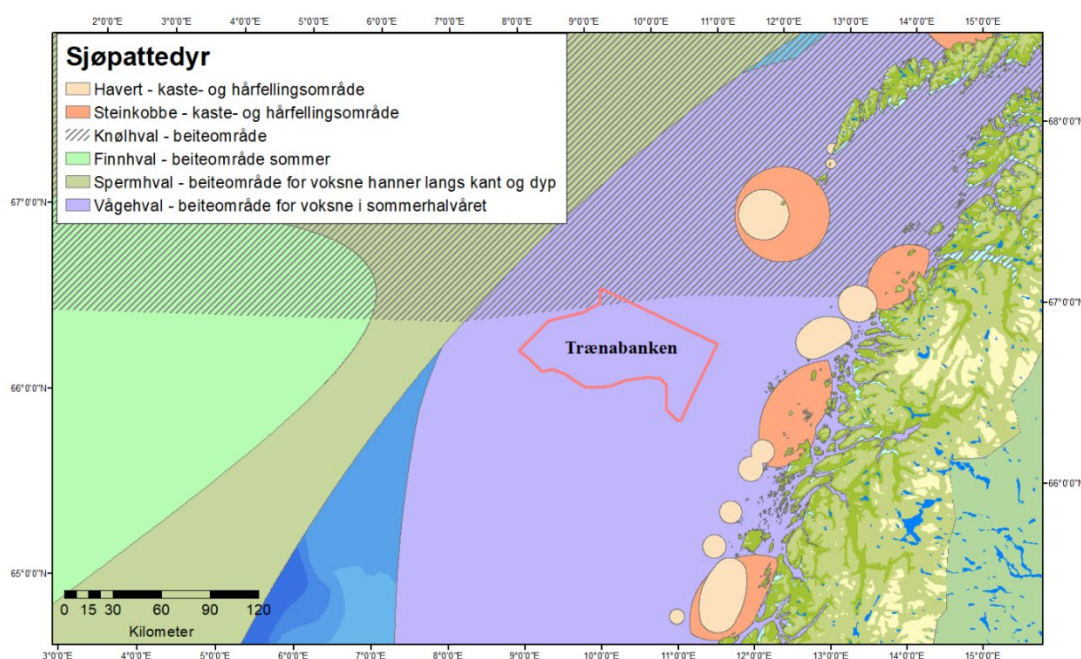 2°0'0"E 3°0'0"E 4°0'0"E 5°0'0"E 6°0'0"E 7°0'0"E 8°0'0"E 9°0'0"E 10°0'0"E 11°0'0"E 12°0'0"E 13°0'0"E 14°0'0"E 15°0'0"E
Sjøpattedyr
Havert - kaste- og hårfellingsområde
Steinkobbe - kaste- og hårfellingsområde
Knølhval - beiteområde
Finnhval - beiteområde sommer
Spermhval - beiteområde for voksne hanner langs kant og dyp
Vågehval - beiteområde for voksne i sommerhalvåret
68°0'0"N
67°0'0"N
67°0'0"N
Trænabanken
66°0'0"N
66°0'0"N
65°0'0"N
65°0'0"N
0 15 30 60 90 120
Kilometer
3°0'0"E 4°0'0"E 5°0'0"E 6°0'0"E 7°0'0"E 8°0'0"E 9°0'0"E 10°0'0"E 11°0'0"E 12°0'0"E 13°0'0"E 14°0'0"E 15°0'0"E